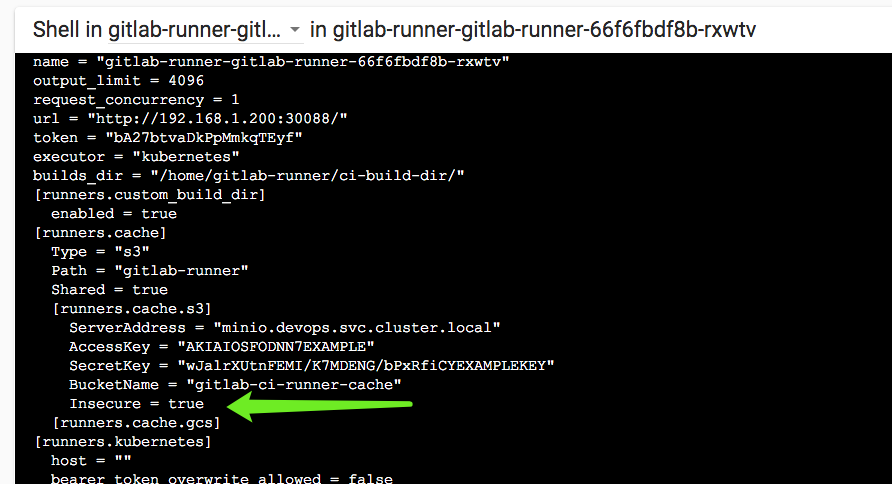 Shell in gitlab-runner-gitl... in gitlab-runner-gitlab-runner-66f6fbdf8b-rxwtv
name = "gitlab-runner-gitlab-runner-66f6fbdf8b-rxwtv"
output_limit = 4096
request_concurrency = 1
url = "http://192.168.1.200:30088/"
token = "bA27btvaDkPpMmkqTEyf"
executor = "kubernetes"
builds_dir = "/home/gitlab-runner/ci-build-dir/"
[runners.custom_build_dir]
enabled = true
[runners.cache]
Type = "s3"
Path = "gitlab-runner"
Shared = true
[runners.cache.s3]
ServerAddress = "minio.devops.svc.cluster.local"
AccessKey = "AKIAIOSFODNN7EXAMPLE"
SecretKey = "wJalrXUtnFEMI/K7MDENG/bPxRfiCYEXAMPLEKEY"
BucketName = "gitlab-ci-runner-cache"
Insecure = true
[runners.cache.gcs]
[runners.kubernetes]
host = ""
bearer_token_overwrite_allowed = false